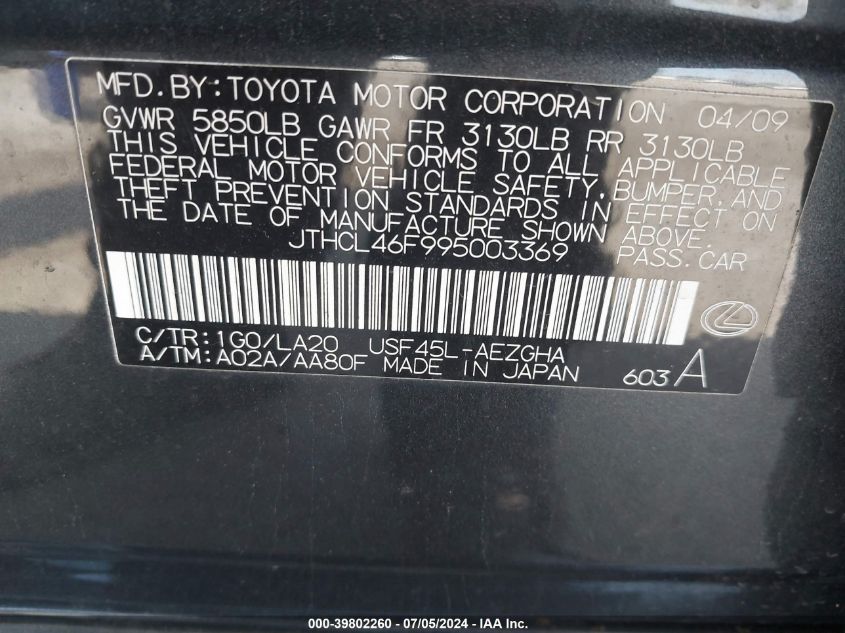 MFD. BY: TOYOTA MOTOR CORPORATION 04/09
GVWR 5850LB GAWR FR 3130LB RR 3130LB
THIS VEHICLE CONFORMS TO ALL APPLICABLE
FEDERAL MOTOR VEHICLE SAFETY, BUMPER, AND
THEFT PREVENTION STANDARDS IN EFFECT ON
THE DATE OF MANUFACTURE SHOWN ABOVE.
JTHCL46F995003369 PASS. CAR
C/TR: 1G0/LA20 USF45L-AEZGHA
A/TM: A02A/AA80F MADE IN JAPAN 603 A
000-39802260 - 07/05/2024 - IAA Inc.